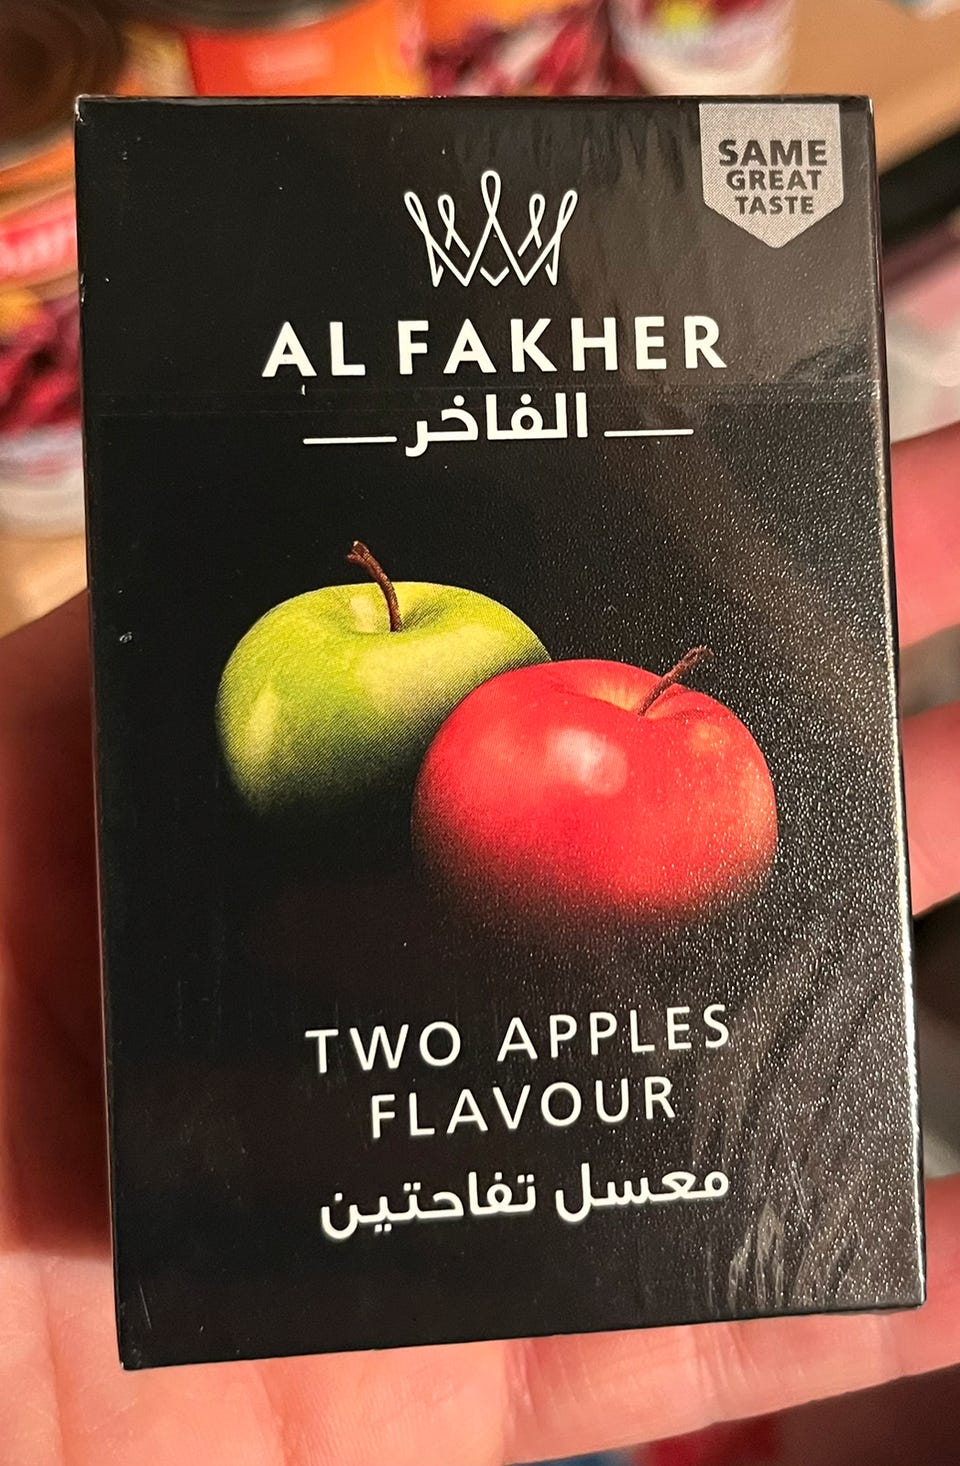 SAME
GREAT
TASTE
AL FAKHER
الفاخر
TWO APPLES
FLAVOUR
معسل تفاحتين